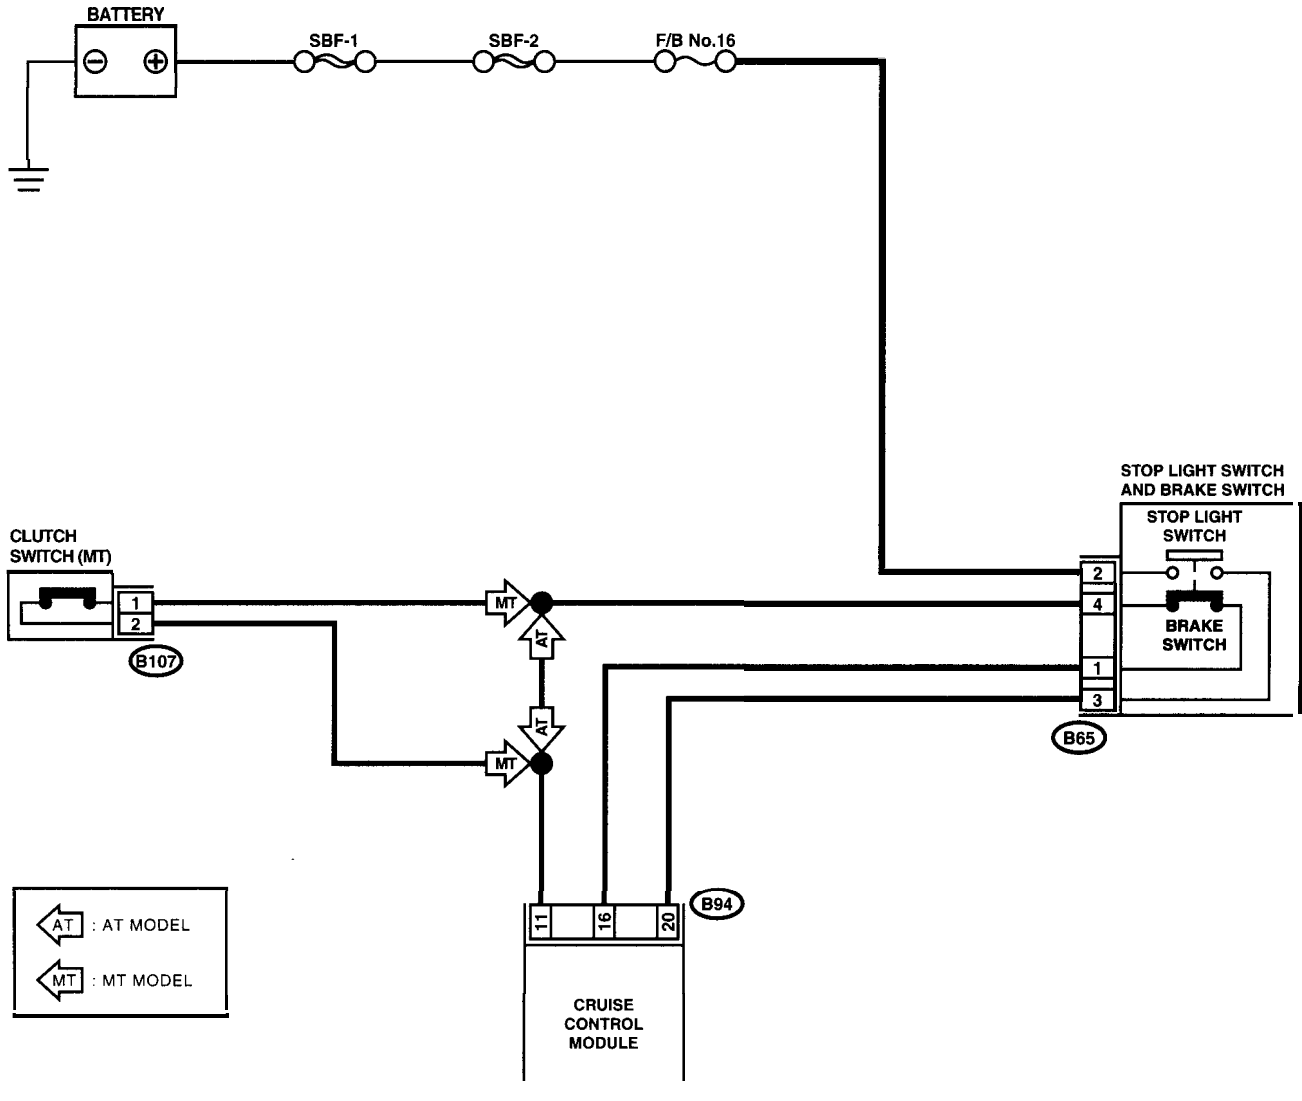 BATTERY
SBF-1
SBF-2
F/B No.16
STOP LIGHT SWITCH
AND BRAKE SWITCH
STOP LIGHT
SWITCH
2
4
BRAKE
SWITCH
1
3
B65
CLUTCH
SWITCH (MT)
1
2
B107
MT
AT
AT
MT
B94
11
16
20
CRUISE
CONTROL
MODULE
AT : AT MODEL
MT : MT MODEL